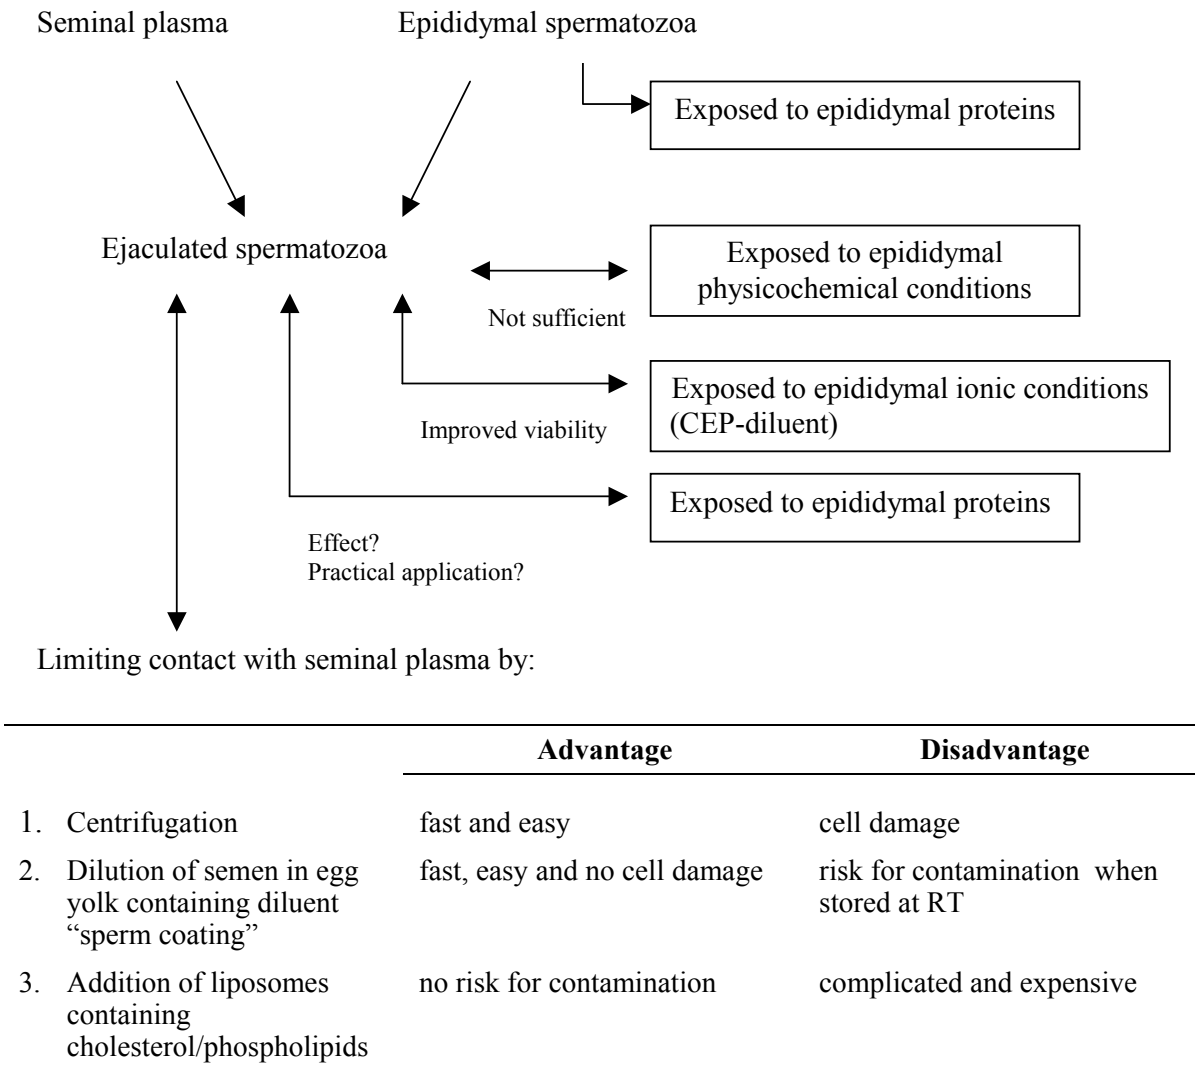 Seminal plasma
Epididymal spermatozoa
Exposed to epididymal proteins
Ejaculated spermatozoa
Exposed to epididymal
physicochemical conditions
Not sufficient
Exposed to epididymal ionic conditions
(CEP-diluent)
Improved viability
Exposed to epididymal proteins
Effect?
Practical application?
Limiting contact with seminal plasma by:
Advantage Disadvantage
1. Centrifugation fast and easy cell damage
2. Dilution of semen in egg fast, easy and no cell damage risk for contamination when
yolk containing diluent stored at RT
“sperm coating”
3. Addition of liposomes no risk for contamination complicated and expensive
containing
cholesterol/phospholipids